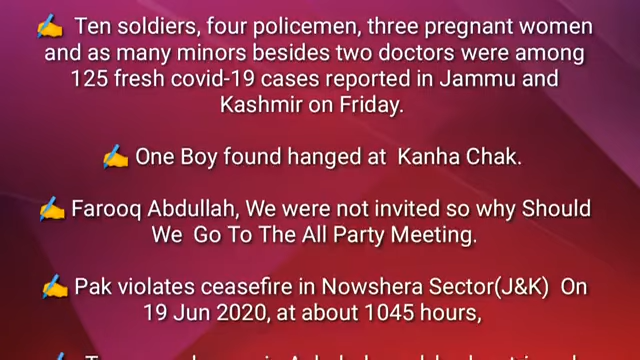 ✍️ Ten soldiers, four policemen, three pregnant women
and as many minors besides two doctors were among
125 fresh covid-19 cases reported in Jammu and
Kashmir on Friday.
✍️ One Boy found hanged at Kanha Chak.
✍️ Farooq Abdullah, We were not invited so why Should
We Go To The All Party Meeting.
✍️ Pak violates ceasefire in Nowshera Sector(J&K) On
19 Jun 2020, at about 1045 hours,